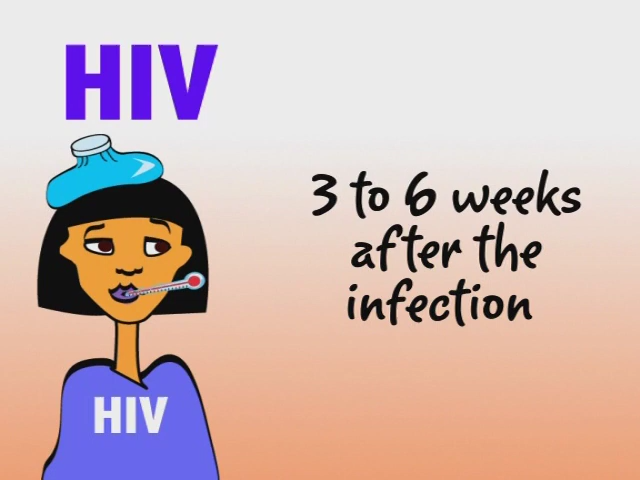 HIV
3 to 6 weeks
after the
infection
HIV